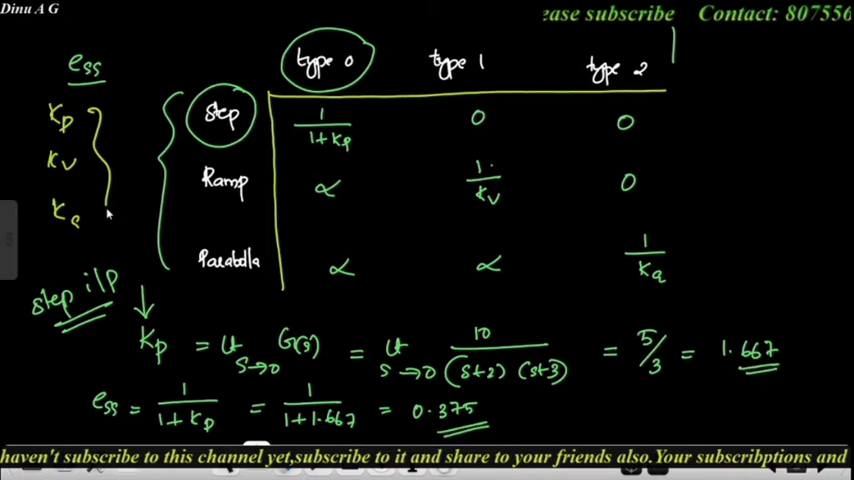 Dinu A G
ease subscribe Contact: 807556
ess
type 0 type 1 type 2
Kp Step 1/(1+Kp) 0 0
Kv Ramp ∝ 1/Kv 0
Ka Parabolla ∝ ∝ 1/Ka
step i/p ↓
Kp = Lt S→0 G(s) = Lt S→0 10/((S+2)(S+3)) = 5/3 = 1.667
ess = 1/(1+Kp) = 1/(1+1.667) = 0.375
haven't subscribe to this channel yet,subscribe to it and share to your friends also.Your subscribptions and